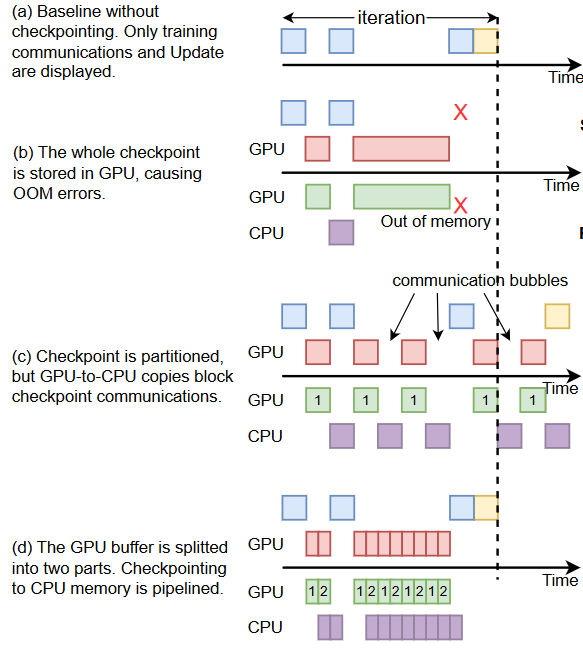 (a) Baseline without
checkpointing. Only training
communications and Update
are displayed.
iteration
Time
X
GPU
(b) The whole checkpoint
is stored in GPU, causing
OOM errors.
Time
GPU
X
Out of memory
CPU
communication bubbles
GPU
(c) Checkpoint is partitioned,
but GPU-to-CPU copies block
checkpoint communications.
Time
GPU
1 1 1 1 1
CPU
GPU
(d) The GPU buffer is splitted
into two parts. Checkpointing
to CPU memory is pipelined.
Time
GPU
1 2 1 2 1 2 1 2 1 2
CPU